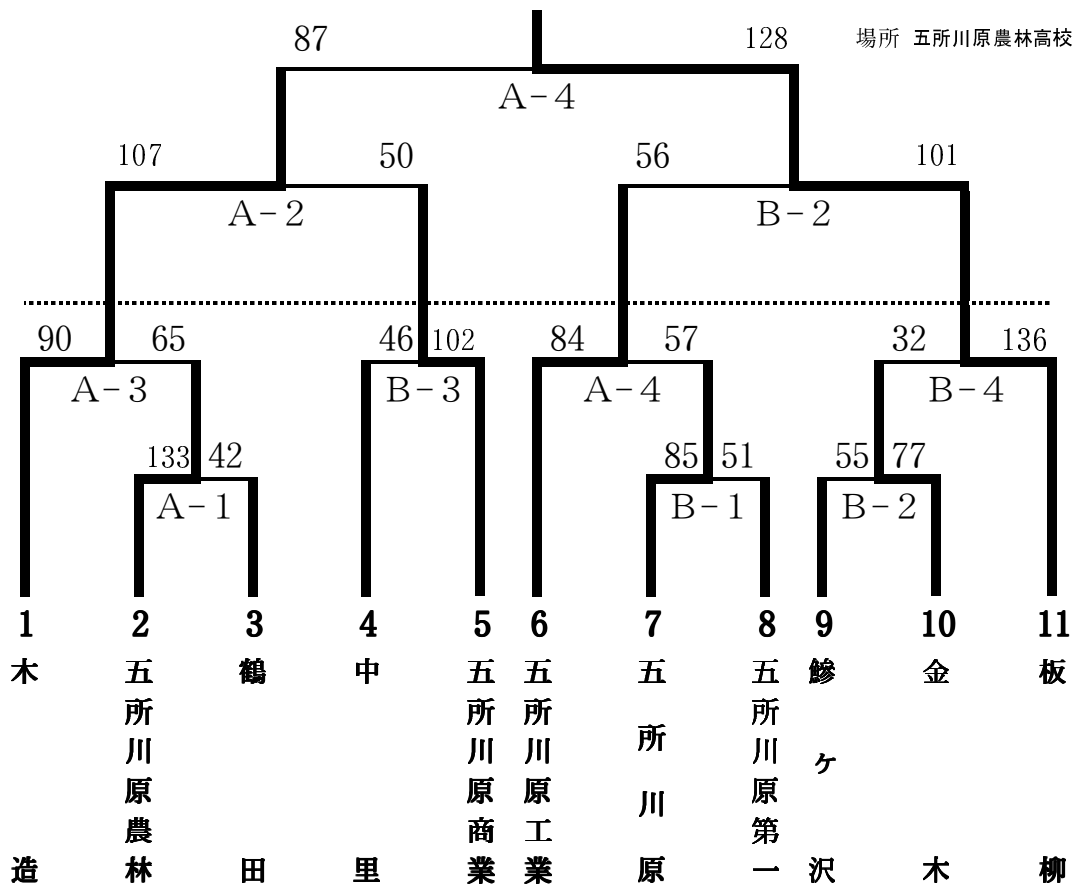 87 128 場所 五所川原農林高校
A-4
107 50 56 101
A-2 B-2
90 65 46 102 84 57 32 136
A-3 B-3 A-4 B-4
133 42 85 51 55 77
A-1 B-1 B-2
1 2 3 4 5 6 7 8 9 10 11
木造
五所川原農林
鶴田
中里
五所川原商業
五所川原工業
五所川原
五所川原第一
鰺ヶ沢
金木
板柳